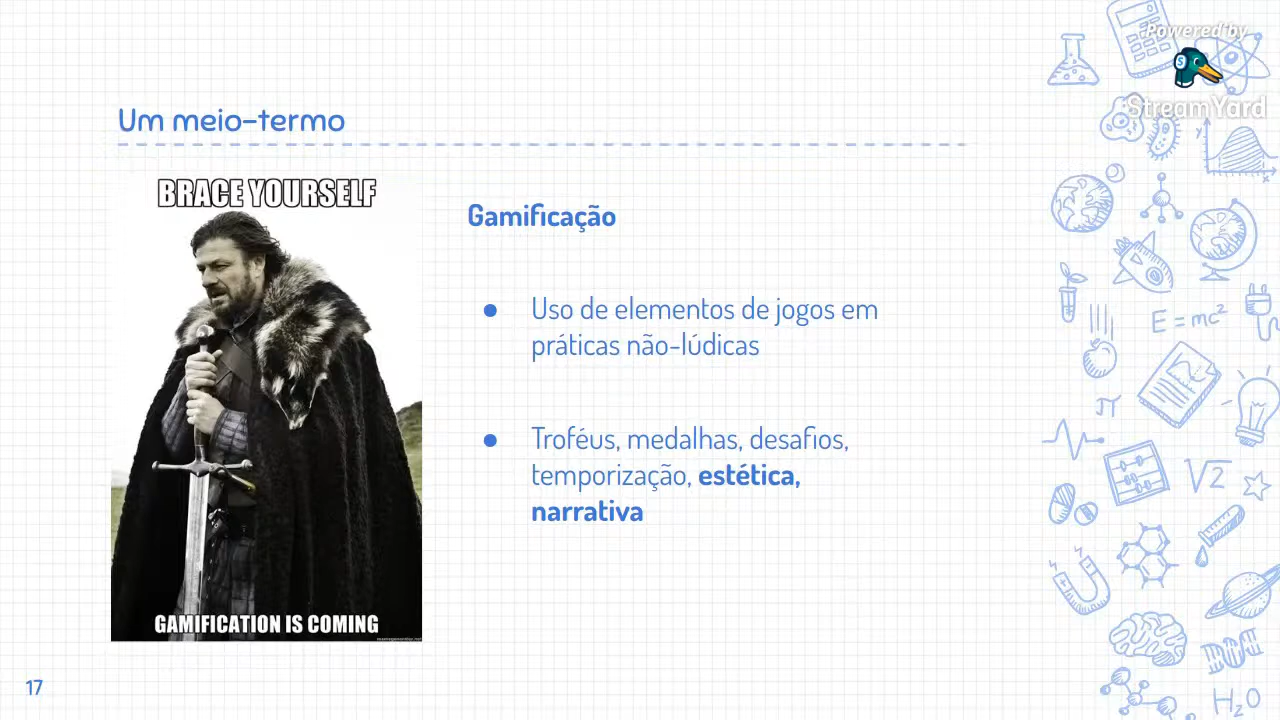 Powered by
StreamYard
Um meio-termo
BRACE YOURSELF
GAMIFICATION IS COMING
Gamificação
● Uso de elementos de jogos em
práticas não-lúdicas
● Troféus, medalhas, desafios,
temporização, estética,
narrativa
17
y
x
E = mc²
π
√2
H₂O